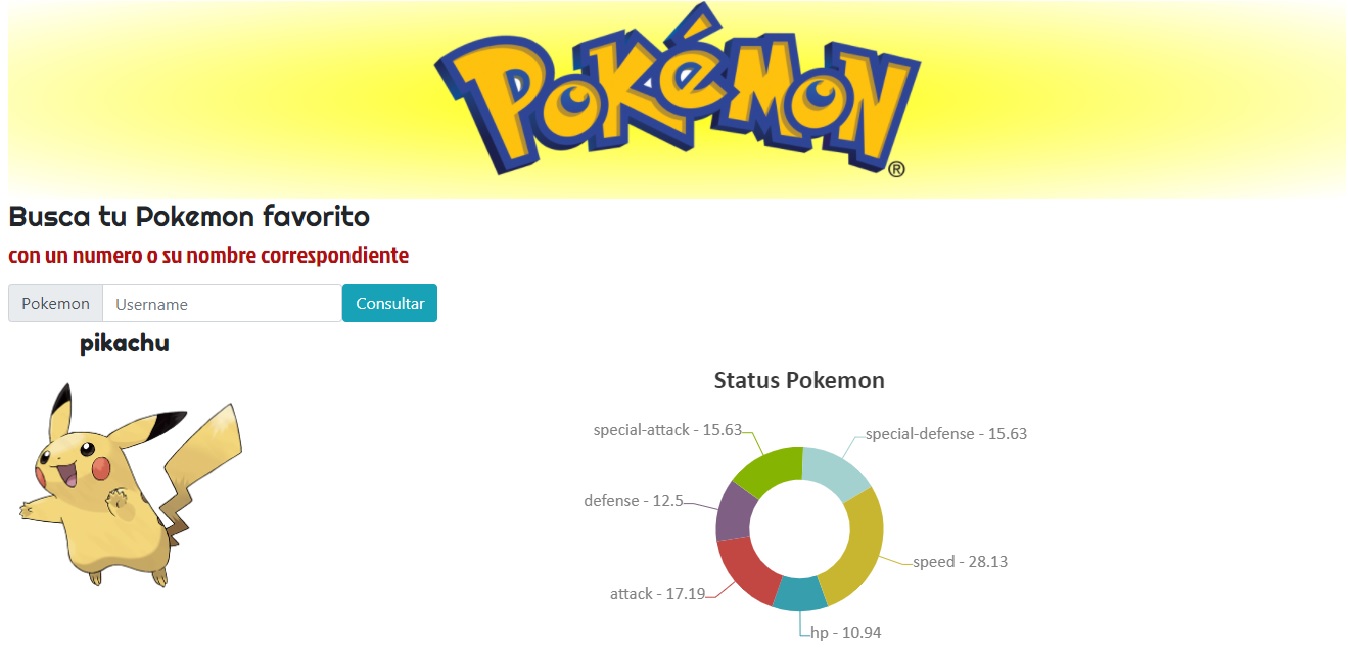 POKéMON
®
Busca tu Pokemon favorito
con un numero o su nombre correspondiente
Pokemon Username Consultar
pikachu
Status Pokemon
special-attack - 15.63
special-defense - 15.63
defense - 12.5
speed - 28.13
attack - 17.19
hp - 10.94